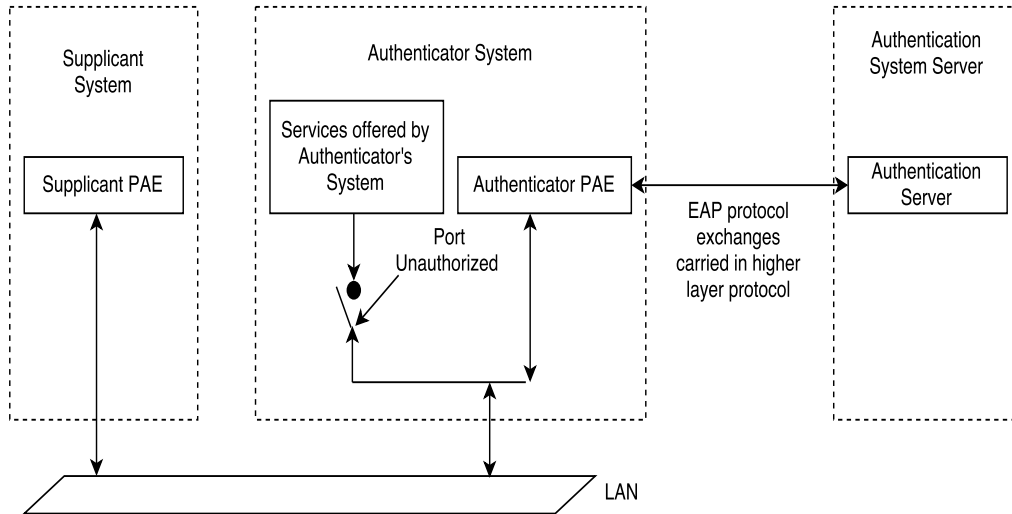 Supplicant
System
Supplicant PAE
Authenticator System
Services offered by
Authenticator's
System
Authenticator PAE
Port
Unauthorized
EAP protocol
exchanges
carried in higher
layer protocol
Authentication
System Server
Authentication
Server
LAN